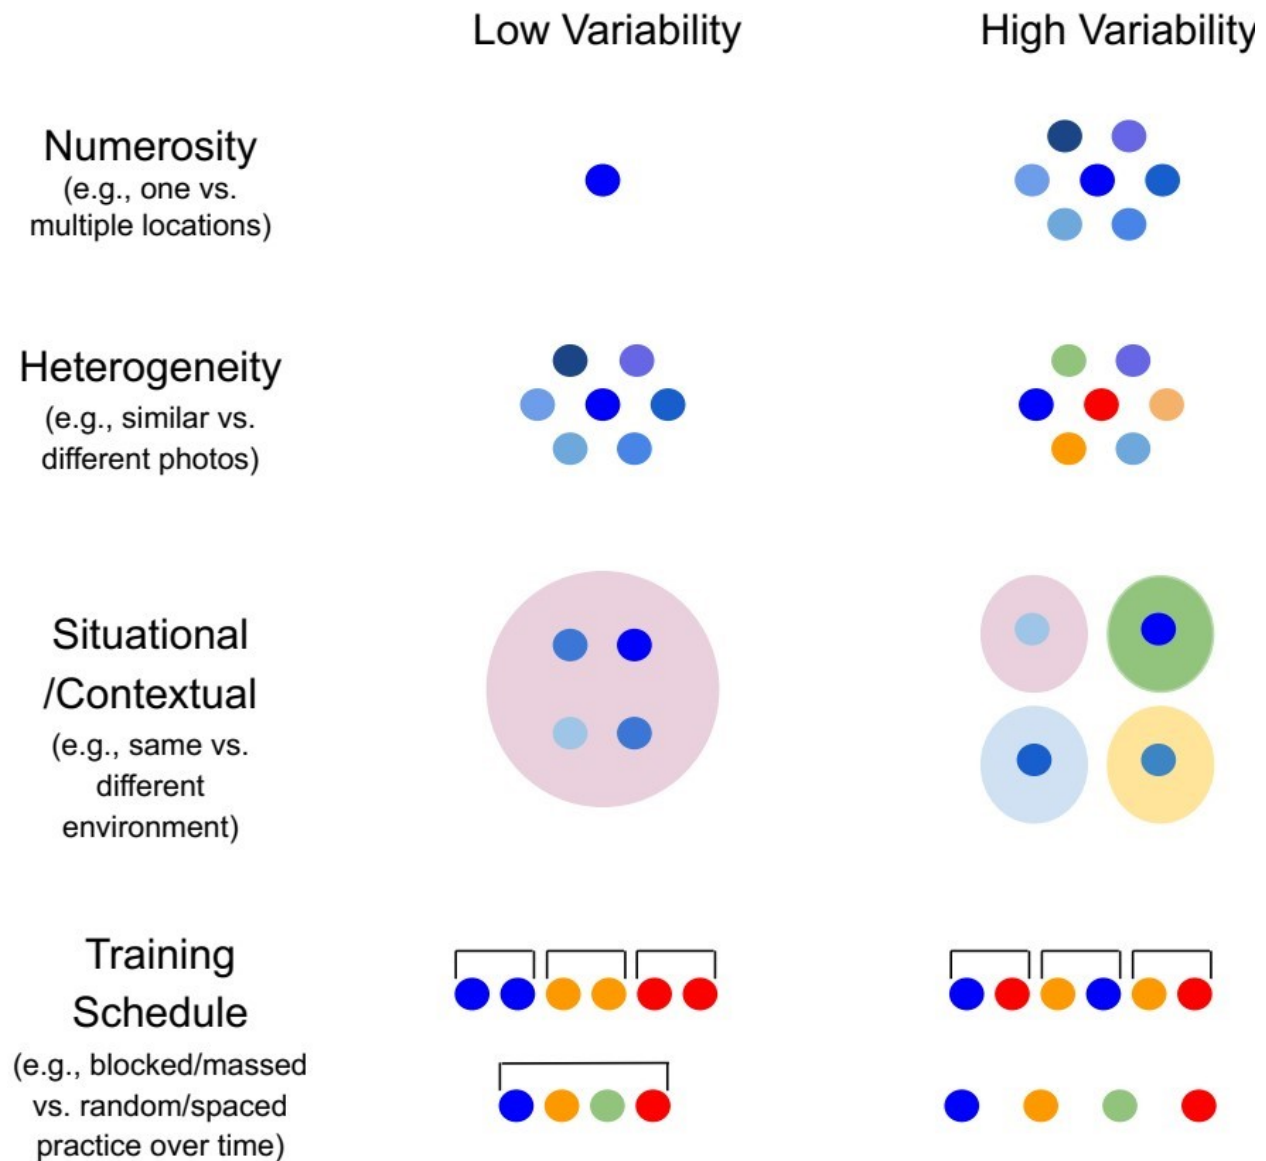 Low Variability
High Variability
Numerosity
(e.g., one vs.
multiple locations)
Heterogeneity
(e.g., similar vs.
different photos)
Situational
/Contextual
(e.g., same vs.
different
environment)
Training
Schedule
(e.g., blocked/massed
vs. random/spaced
practice over time)